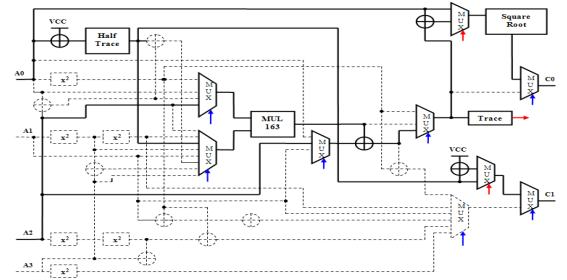 VCC
Half
Trace
Square
Root
MUX
A0
x²
MUX
C0
MUX
MUL
163
MUX
Trace
A1
x²
x²
MUX
MUX
VCC
MUX
MUX
C1
MUX
A2
x²
x²
A3
x²